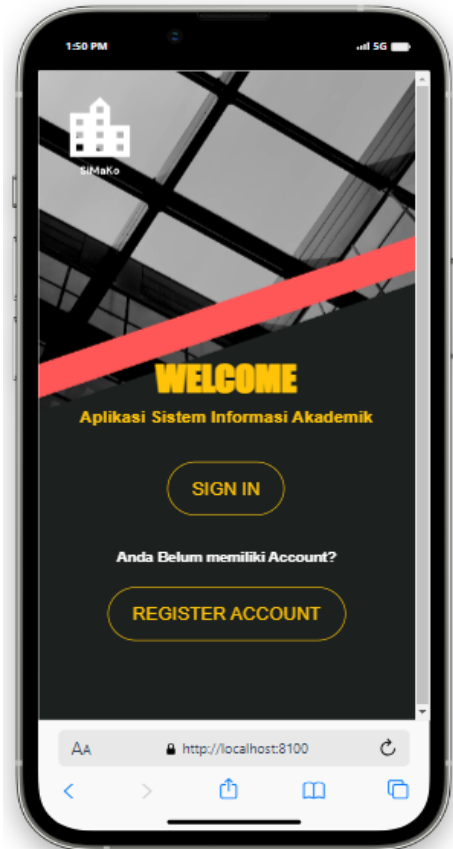 1:50 PM
5G
SiMaKo
WELCOME
Aplikasi Sistem Informasi Akademik
SIGN IN
Anda Belum memiliki Account?
REGISTER ACCOUNT
AA
http://localhost:8100